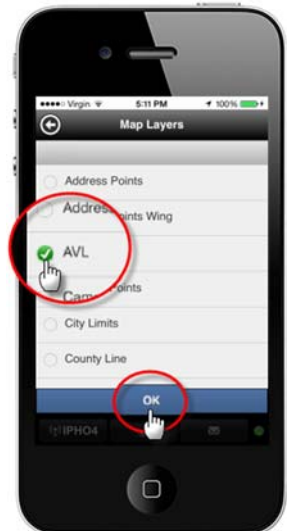 Virgin 5:11 PM 100%
Map Layers
Address Points
Address Points Wing
AVL
Came Points
City Limits
County Line
OK
IPHO4